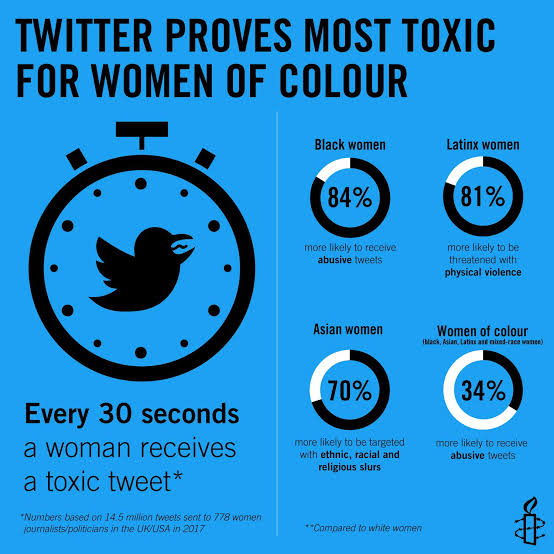 TWITTER PROVES MOST TOXIC
FOR WOMEN OF COLOUR
Every 30 seconds
a woman receives
a toxic tweet*
*Numbers based on 14.5 million tweets sent to 778 women
journalists/politicians in the UK/USA in 2017
Black women
84%
more likely to receive
abusive tweets
Latinx women
81%
more likely to be
threatened with
physical violence
Asian women
70%
more likely to be targeted
with ethnic, racial and
religious slurs
Women of colour
(black, Asian, Latinx and mixed-race women)
34%
more likely to receive
abusive tweets
**Compared to white women